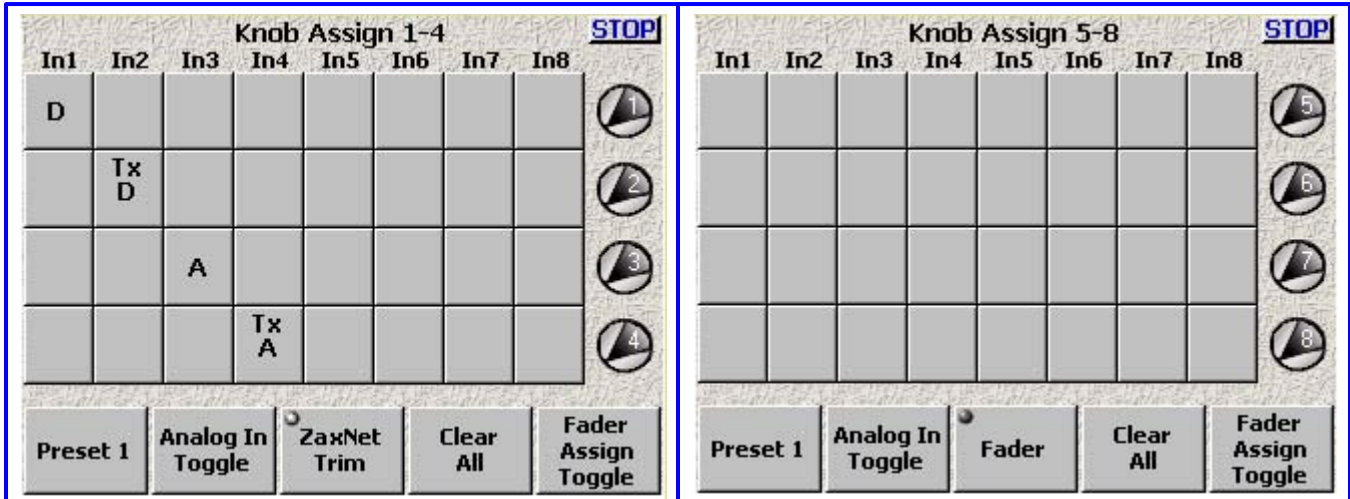 Knob Assign 1-4 STOP
In1 In2 In3 In4 In5 In6 In7 In8
D 1
Tx
D 2
A 3
Tx
A 4
Preset 1
Analog In
Toggle
ZaxNet
Trim
Clear
All
Fader
Assign
Toggle
Knob Assign 5-8 STOP
In1 In2 In3 In4 In5 In6 In7 In8
5
6
7
8
Preset 1
Analog In
Toggle
Fader
Clear
All
Fader
Assign
Toggle